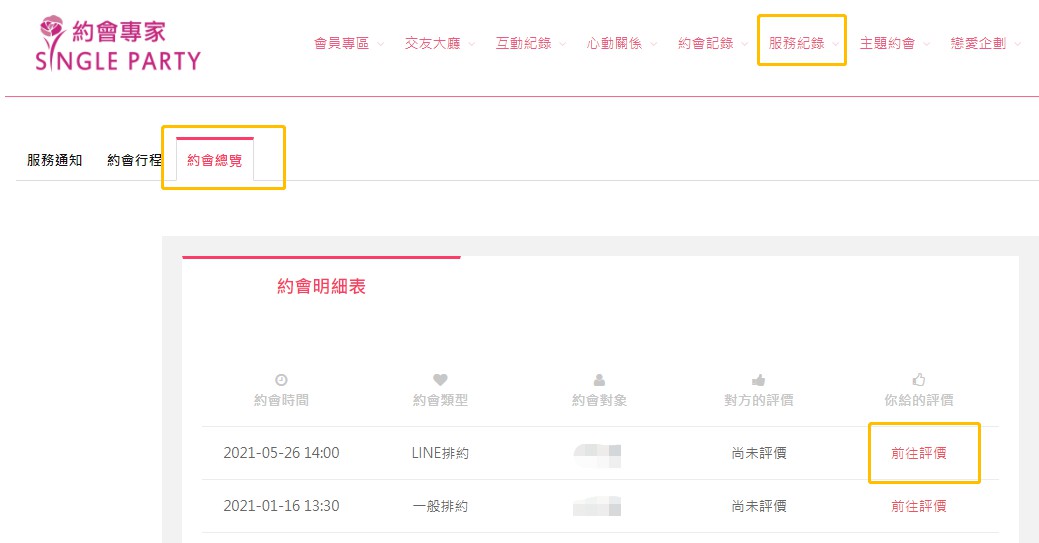 約會專家
SINGLE PARTY
會員專區 交友大廳 互動紀錄 心動關係 約會記錄 服務紀錄 主題約會 戀愛企劃
服務通知 約會行程 約會總覽
約會明細表
約會時間 約會類型 約會對象 對方的評價 你給的評價
2021-05-26 14:00 LINE排約 尚未評價 前往評價
2021-01-16 13:30 一般排約 尚未評價 前往評價